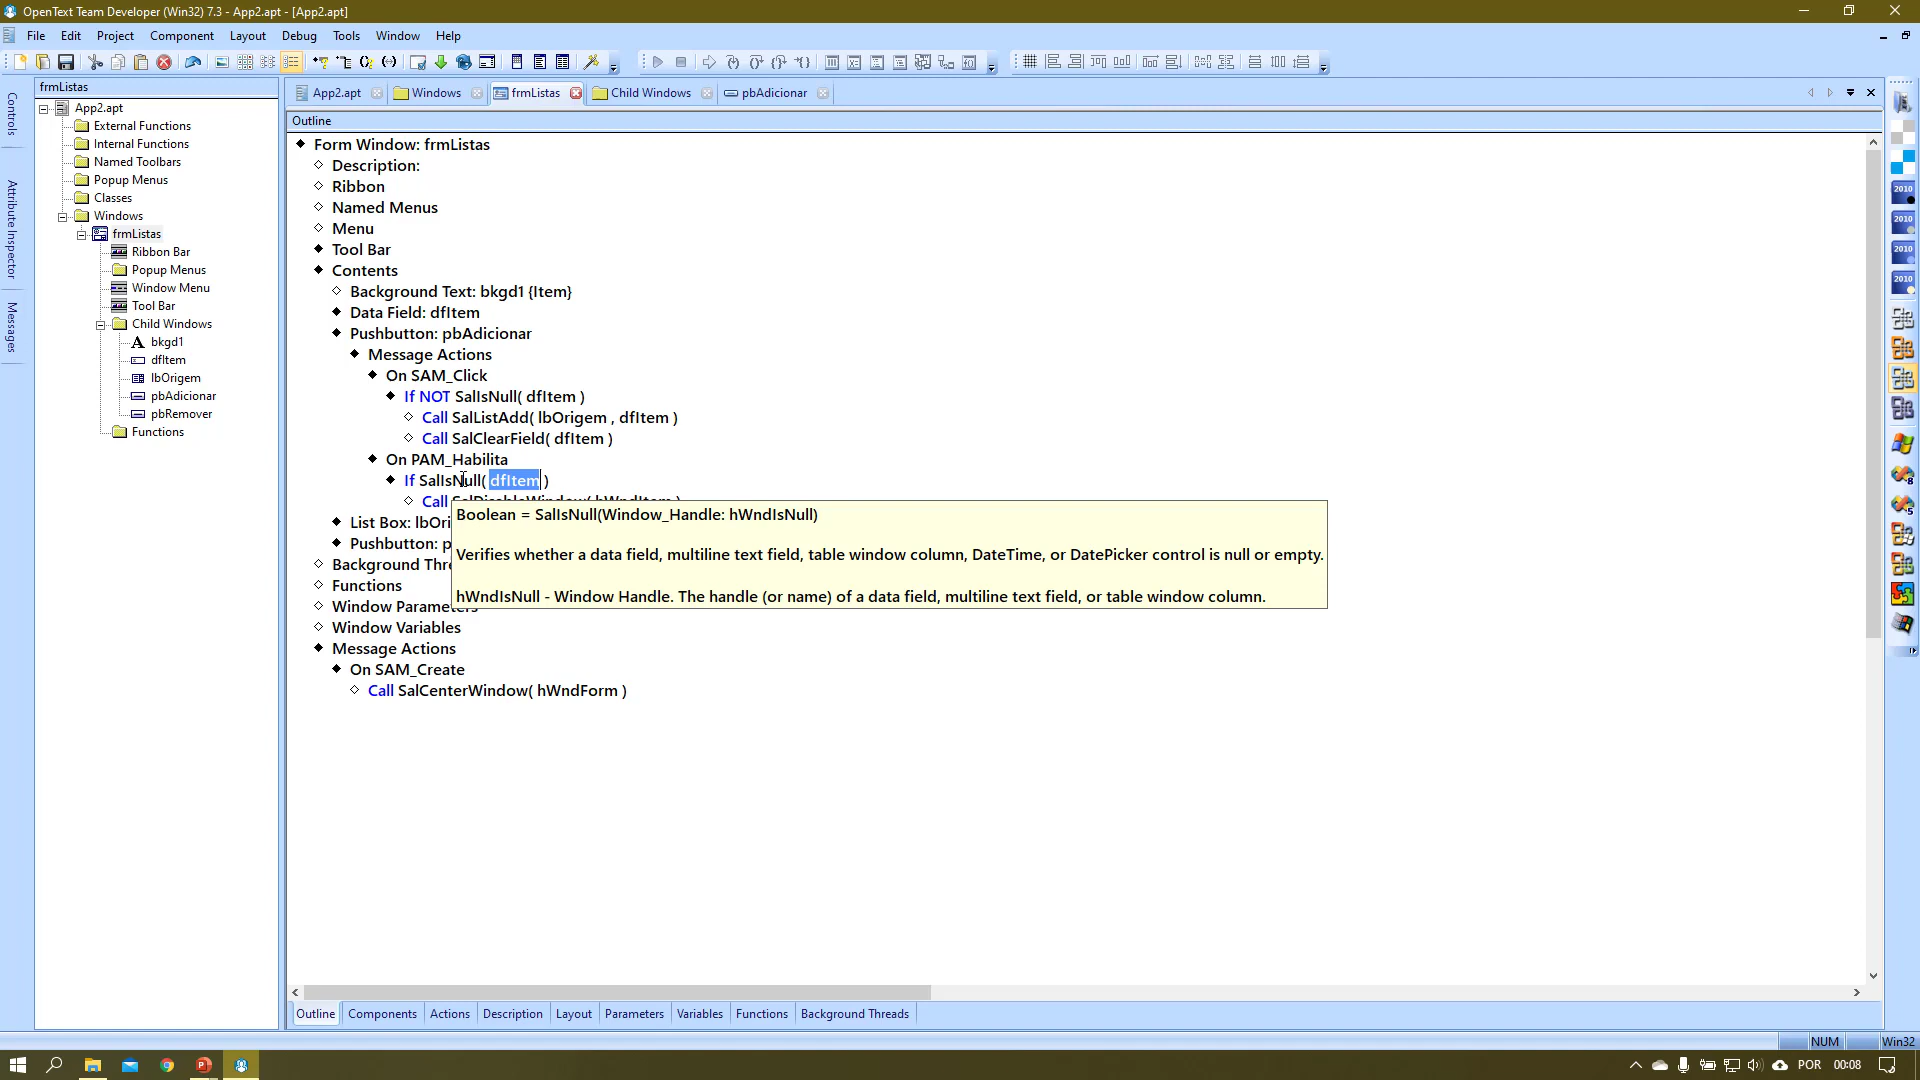 OpenText Team Developer (Win32) 7.3 - App2.apt - [App2.apt]
File Edit Project Component Layout Debug Tools Window Help
frmListas
App2.apt
External Functions
Internal Functions
Named Toolbars
Popup Menus
Classes
Windows
frmListas
Ribbon Bar
Popup Menus
Window Menu
Tool Bar
Child Windows
bkgd1
dfItem
lbOrigem
pbAdicionar
pbRemover
Functions
Controls
Attribute Inspector
Messages
App2.apt Windows frmListas Child Windows pbAdicionar
Outline
Form Window: frmListas
Description:
Ribbon
Named Menus
Menu
Tool Bar
Contents
Background Text: bkgd1 {Item}
Data Field: dfItem
Pushbutton: pbAdicionar
Message Actions
On SAM_Click
If NOT SalIsNull( dfItem )
Call SalListAdd( lbOrigem , dfItem )
Call SalClearField( dfItem )
On PAM_Habilita
If SalIsNull( dfItem )
Call SalDisableWindow( hWndItem )
List Box: lbOri
Pushbutton: p
Background Thre
Functions
Window Parameters
Window Variables
Message Actions
On SAM_Create
Call SalCenterWindow( hWndForm )
Boolean = SalIsNull(Window_Handle: hWndIsNull)
Verifies whether a data field, multiline text field, table window column, DateTime, or DatePicker control is null or empty.
hWndIsNull - Window Handle. The handle (or name) of a data field, multiline text field, or table window column.
2010
2010
2010
2010
Outline Components Actions Description Layout Parameters Variables Functions Background Threads
NUM Win32
POR 00:08